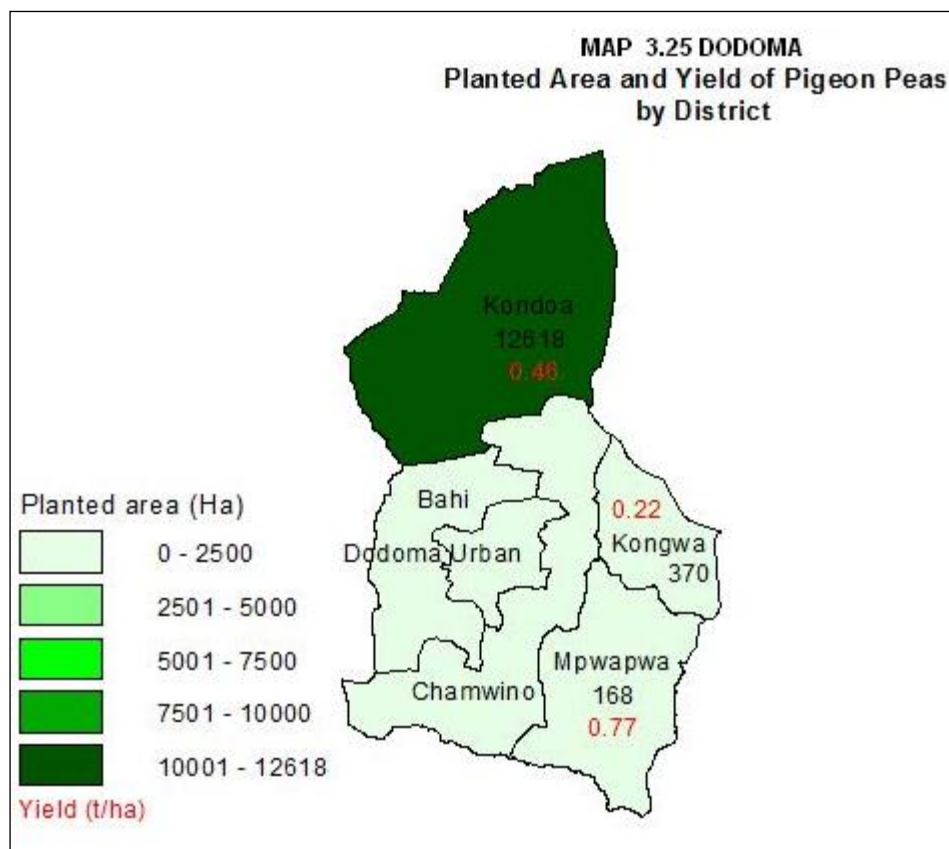 MAP 3.25 DODOMA
Planted Area and Yield of Pigeon Peas
by District
Kondoa
12618
0.46
Bahi
Dodoma Urban
0.22
Kongwa
370
Mpwapwa
168
0.77
Chamwino
Planted area (Ha)
0 - 2500
2501 - 5000
5001 - 7500
7501 - 10000
10001 - 12618
Yield (t/ha)